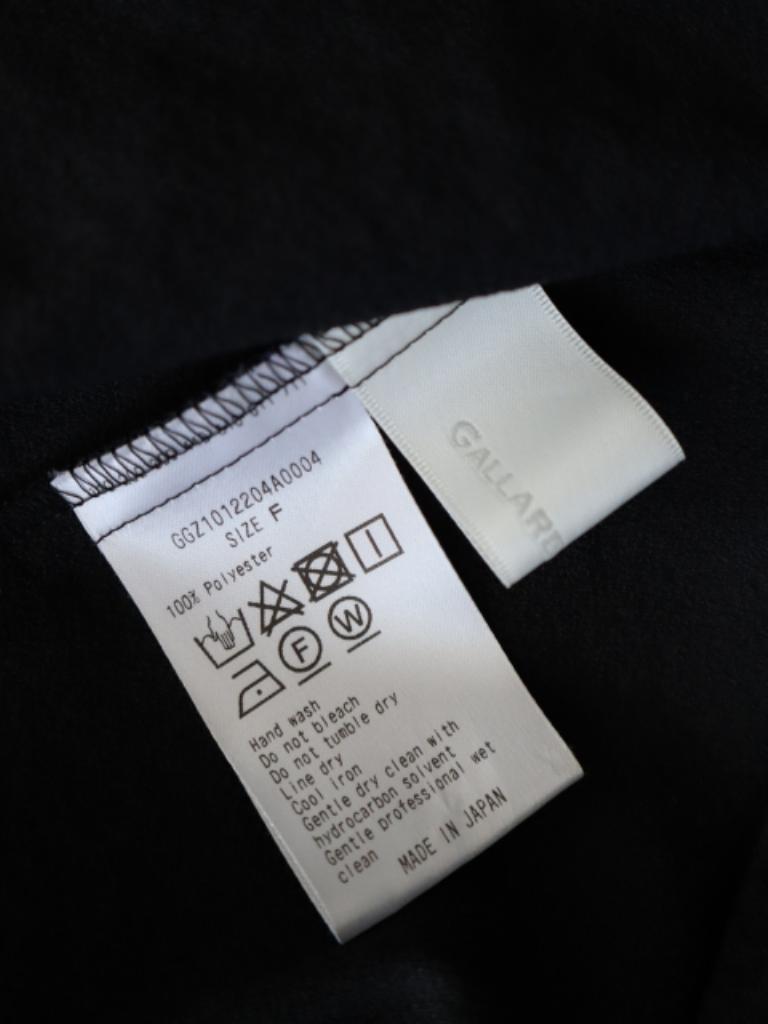 GGZ1012204A0004
SIZE F
100% Polyester
F
W
Hand wash
Do not bleach
Do not tumble dry
Line dry
Cool iron
Gentle dry clean with
hydrocarbon solvent
Gentle professional wet
clean
MADE IN JAPAN
GALLARD